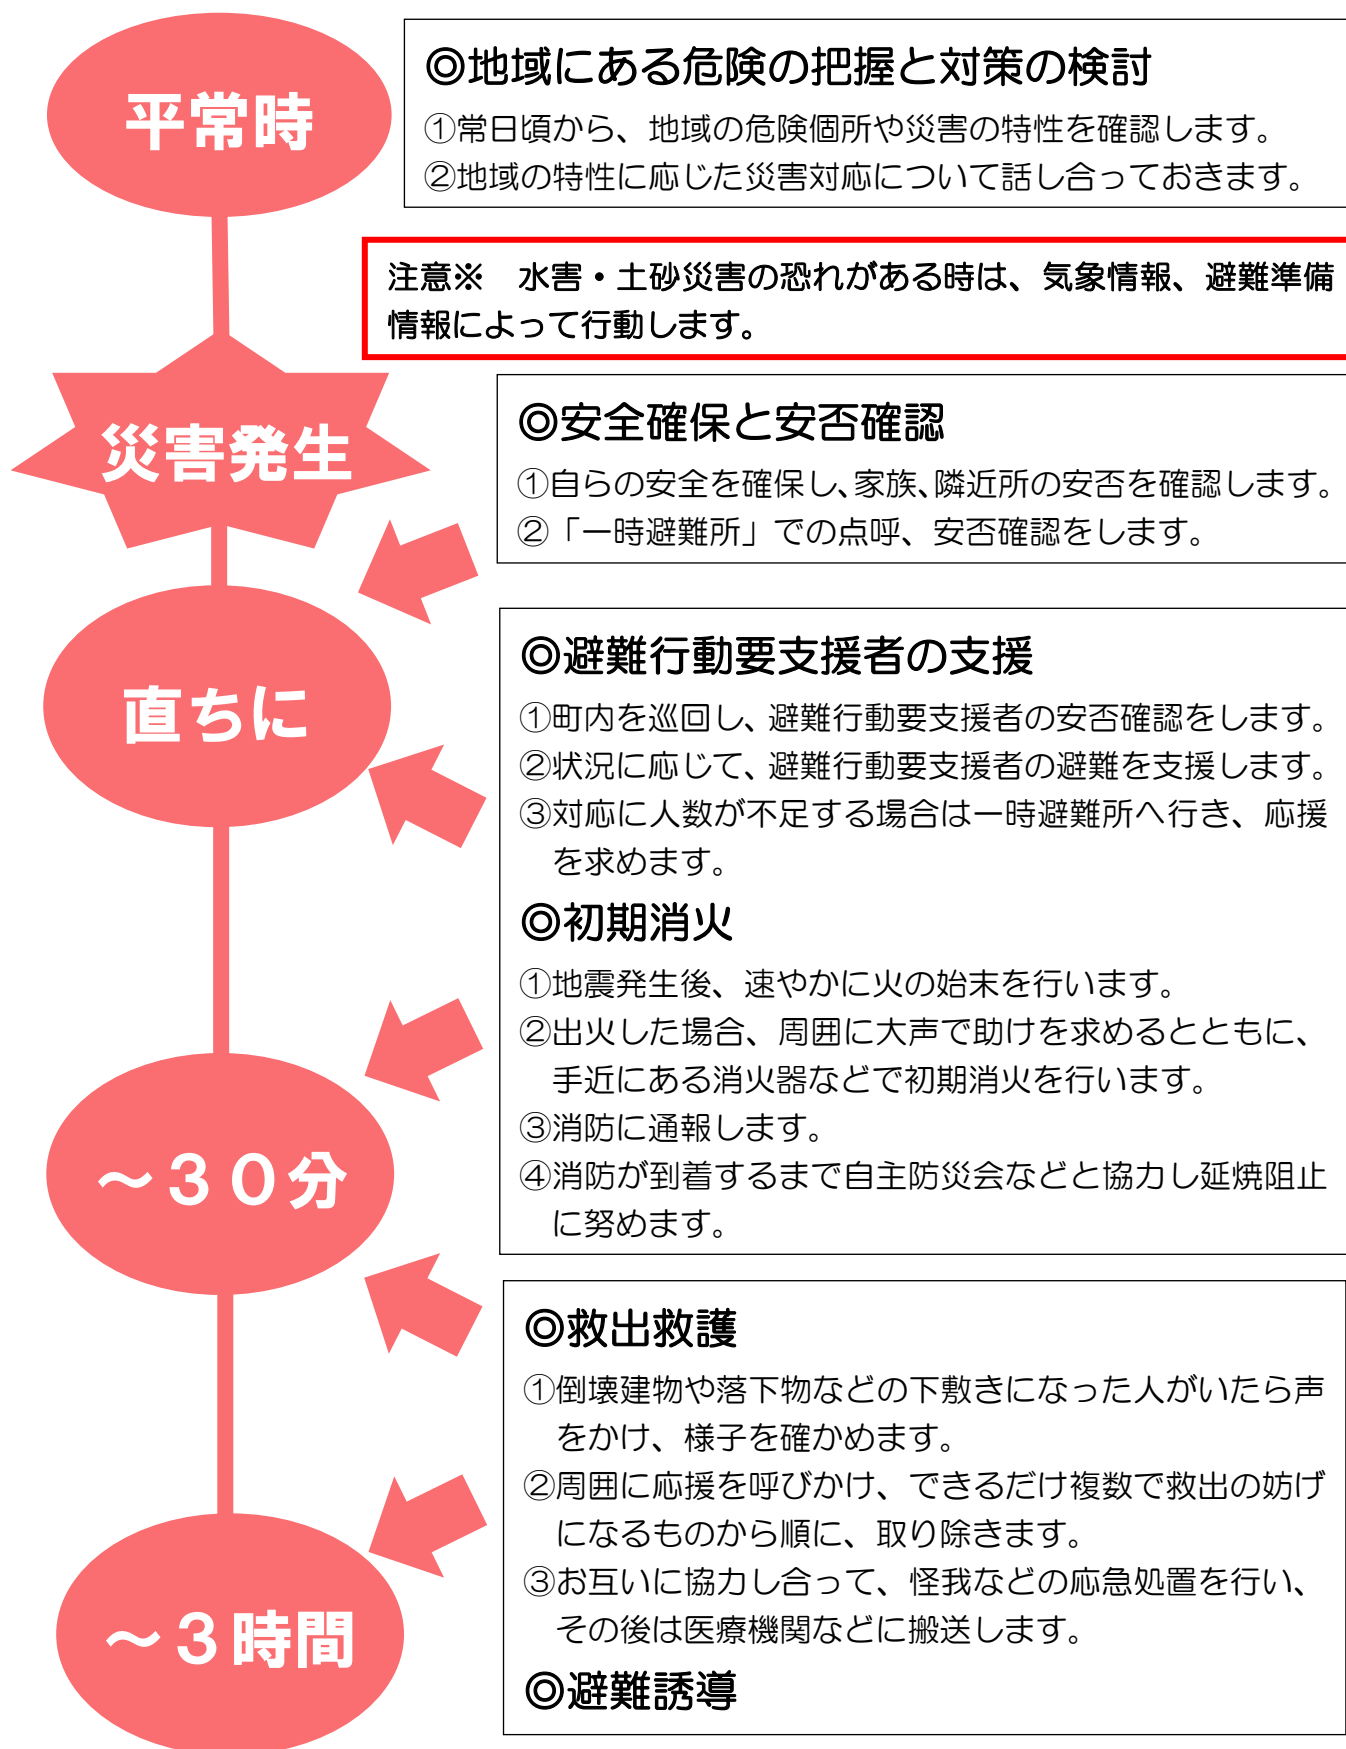 平常時
◎地域にある危険の把握と対策の検討
①常日頃から、地域の危険個所や災害の特性を確認します。
②地域の特性に応じた災害対応について話し合っておきます。
注意※　水害・土砂災害の恐れがある時は、気象情報、避難準備
情報によって行動します。
災害発生
◎安全確保と安否確認
①自らの安全を確保し、家族、隣近所の安否を確認します。
②「一時避難所」での点呼、安否確認をします。
直ちに
◎避難行動要支援者の支援
①町内を巡回し、避難行動要支援者の安否確認をします。
②状況に応じて、避難行動要支援者の避難を支援します。
③対応に人数が不足する場合は一時避難所へ行き、応援
を求めます。
◎初期消火
①地震発生後、速やかに火の始末を行います。
②出火した場合、周囲に大声で助けを求めるとともに、
手近にある消火器などで初期消火を行います。
③消防に通報します。
④消防が到着するまで自主防災会などと協力し延焼阻止
に努めます。
～３０分
◎救出救護
①倒壊建物や落下物などの下敷きになった人がいたら声
をかけ、様子を確かめます。
②周囲に応援を呼びかけ、できるだけ複数で救出の妨げ
になるものから順に、取り除きます。
③お互いに協力し合って、怪我などの応急処置を行い、
その後は医療機関などに搬送します。
◎避難誘導
～３時間